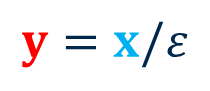 y = x/ε